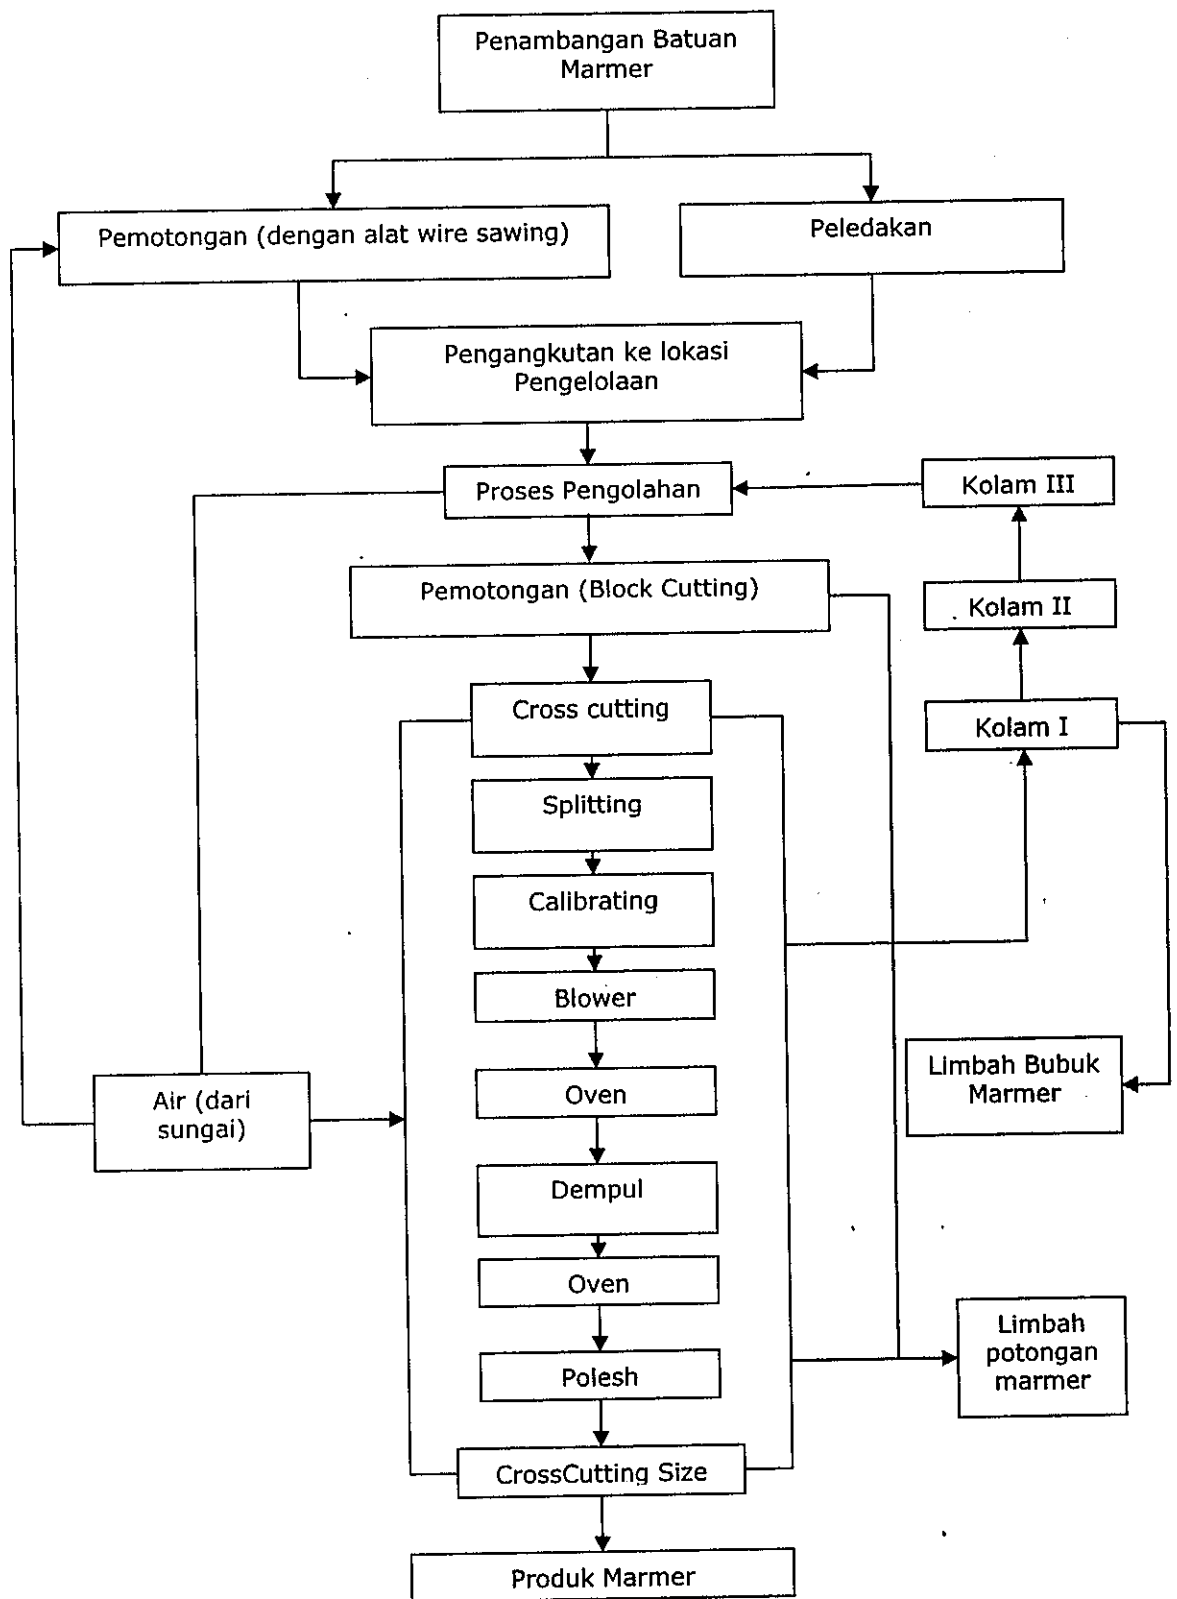 Penambangan Batuan
Marmer
Pemotongan (dengan alat wire sawing)
Peledakan
Pengangkutan ke lokasi
Pengelolaan
Proses Pengolahan
Kolam III
Pemotongan (Block Cutting)
Kolam II
Cross cutting
Kolam I
Splitting
Calibrating
Blower
Limbah Bubuk
Marmer
Air (dari
sungai)
Oven
Dempul
Oven
Limbah
potongan
marmer
Polesh
CrossCutting Size
Produk Marmer